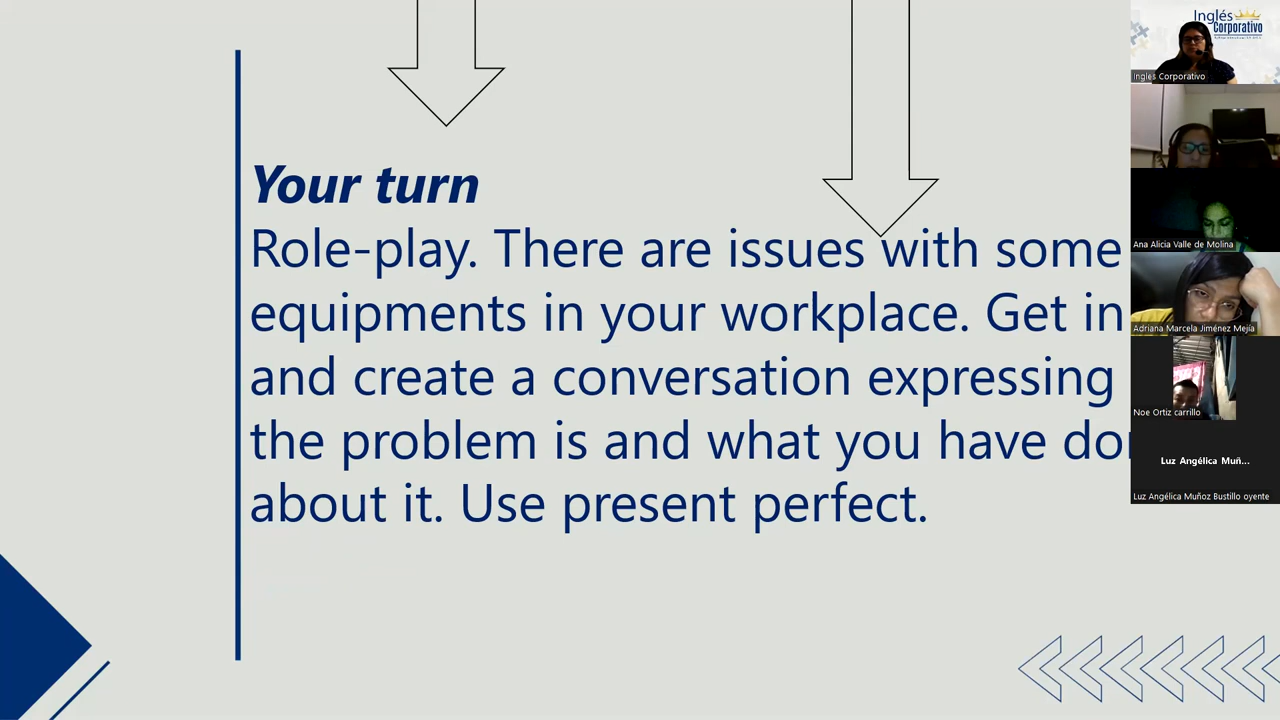 Your turn
Role-play. There are issues with some
equipments in your workplace. Get in
and create a conversation expressing
the problem is and what you have do
about it. Use present perfect.
Inglés
Corporativo
Ingles Corporativo
Ana Alicia Valle de Molina
Adriana Marcela Jiménez Mejía
Noe Ortiz carrillo
Luz Angélica Muñ...
Luz Angélica Muñoz Bustillo oyente